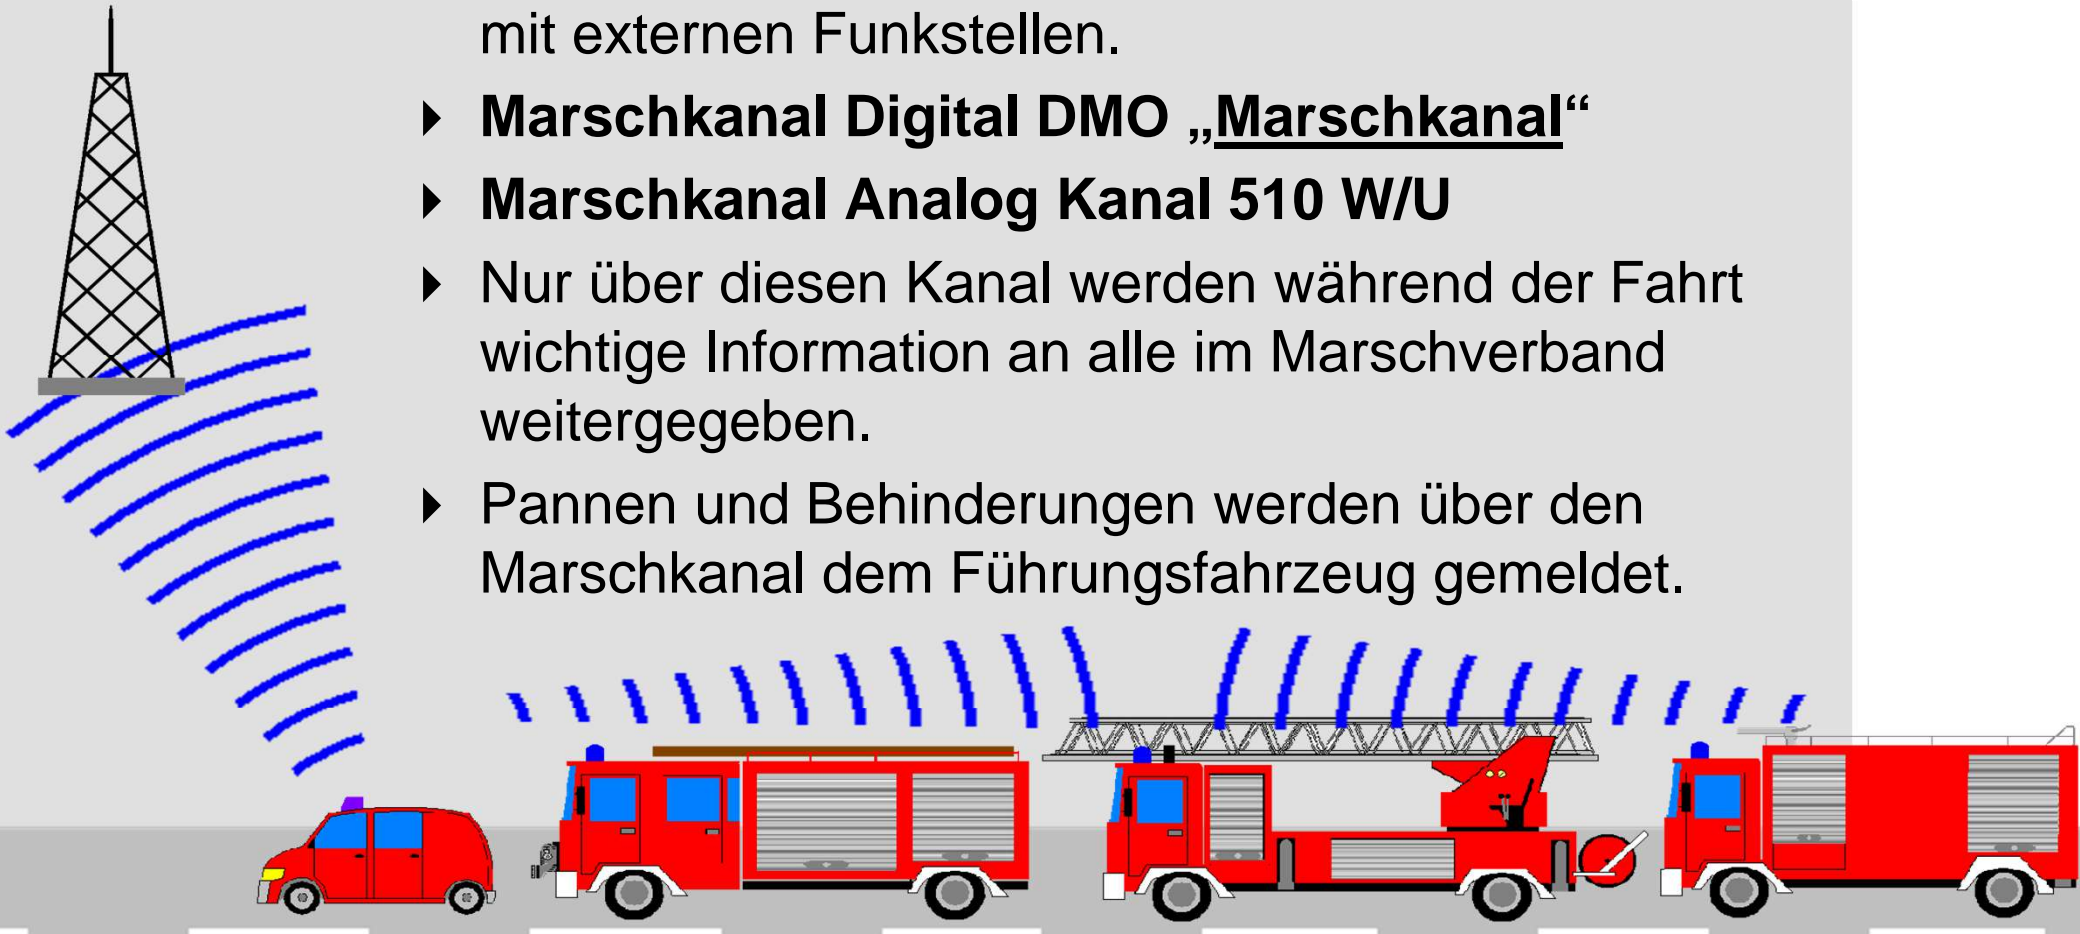 mit externen Funkstellen.
Marschkanal Digital DMO „Marschkanal“
Marschkanal Analog Kanal 510 W/U
Nur über diesen Kanal werden während der Fahrt
wichtige Information an alle im Marschverband
weitergegeben.
Pannen und Behinderungen werden über den
Marschkanal dem Führungsfahrzeug gemeldet.